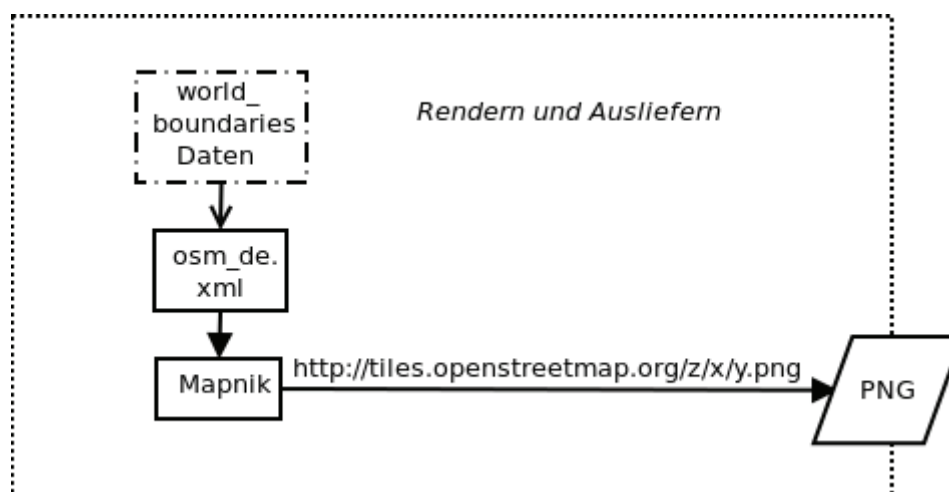 world_
boundaries
Daten
Rendern und Ausliefern
osm_de.
xml
Mapnik
http://tiles.openstreetmap.org/z/x/y.png
PNG